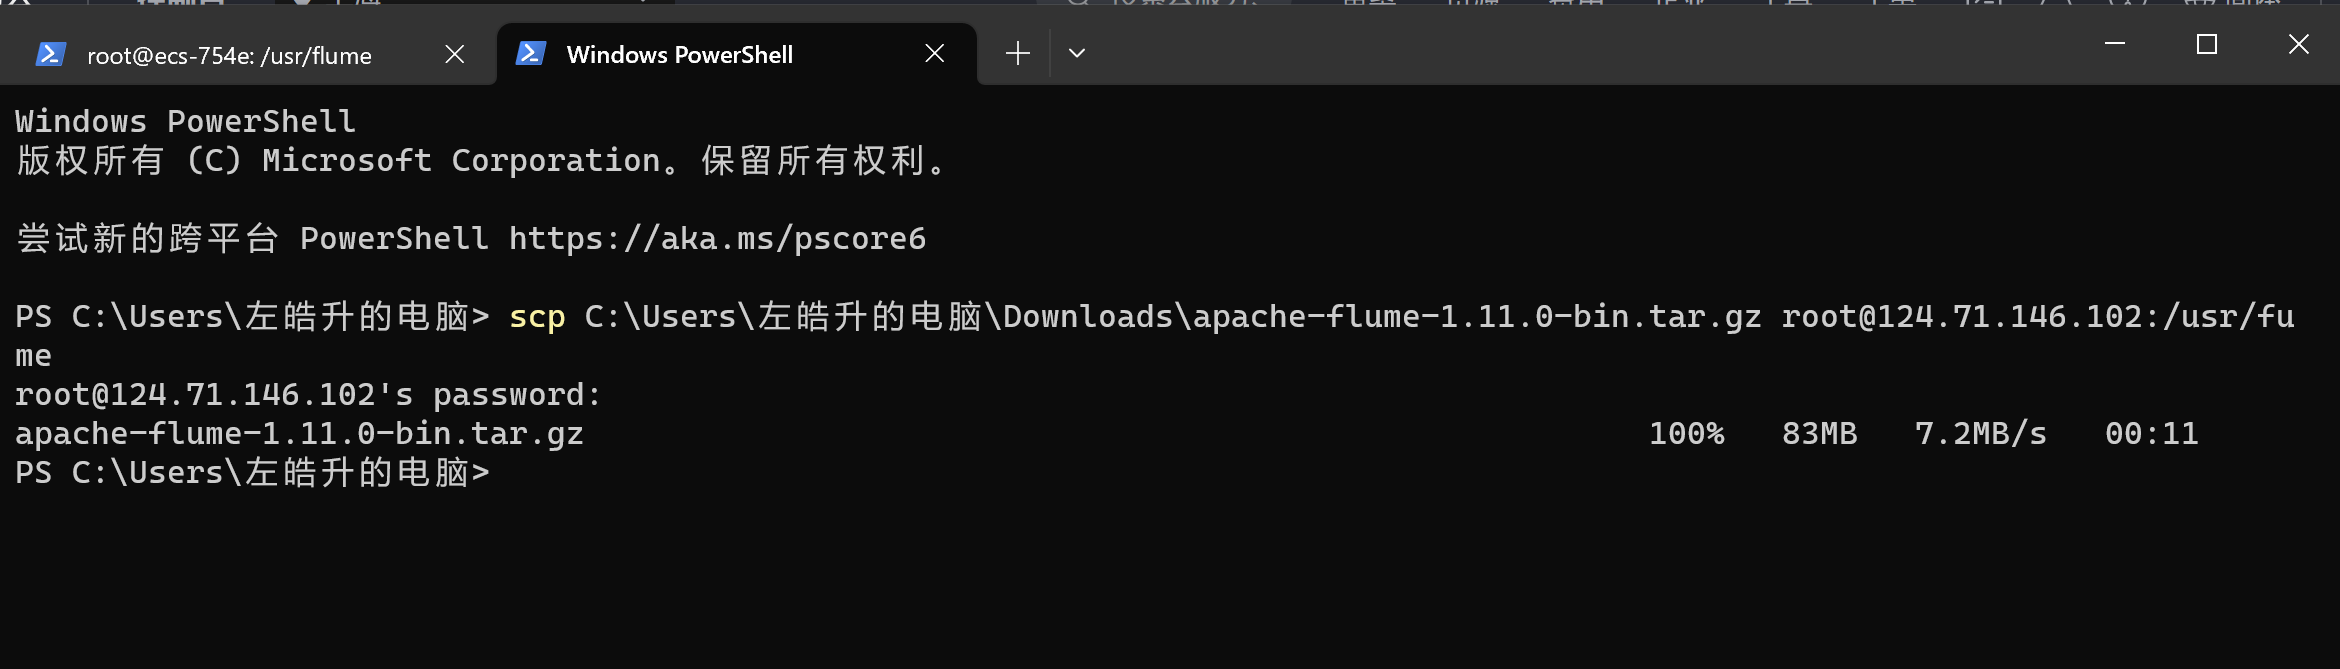 root@ecs-754e: /usr/flume
Windows PowerShell
Windows PowerShell
版权所有 (C) Microsoft Corporation。保留所有权利。
尝试新的跨平台 PowerShell https://aka.ms/pscore6
PS C:\Users\左皓升的电脑> scp C:\Users\左皓升的电脑\Downloads\apache-flume-1.11.0-bin.tar.gz root@124.71.146.102:/usr/fu
me
root@124.71.146.102's password:
apache-flume-1.11.0-bin.tar.gz 100% 83MB 7.2MB/s 00:11
PS C:\Users\左皓升的电脑>